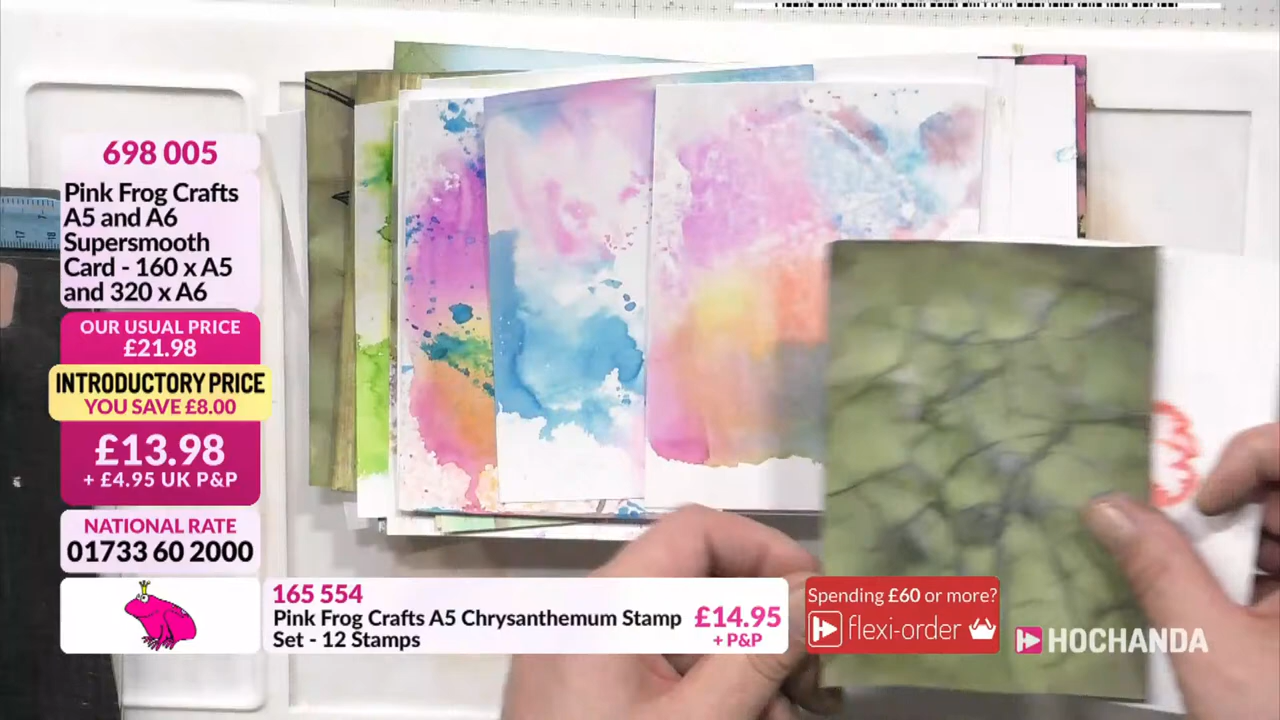 698 005
Pink Frog Crafts
A5 and A6
Supersmooth
Card - 160 x A5
and 320 x A6
OUR USUAL PRICE
£21.98
INTRODUCTORY PRICE
YOU SAVE £8.00
£13.98
+ £4.95 UK P&P
NATIONAL RATE
01733 60 2000
165 554
Pink Frog Crafts A5 Chrysanthemum Stamp
Set - 12 Stamps
£14.95
+ P&P
Spending £60 or more?
flexi-order
HOCHANDA